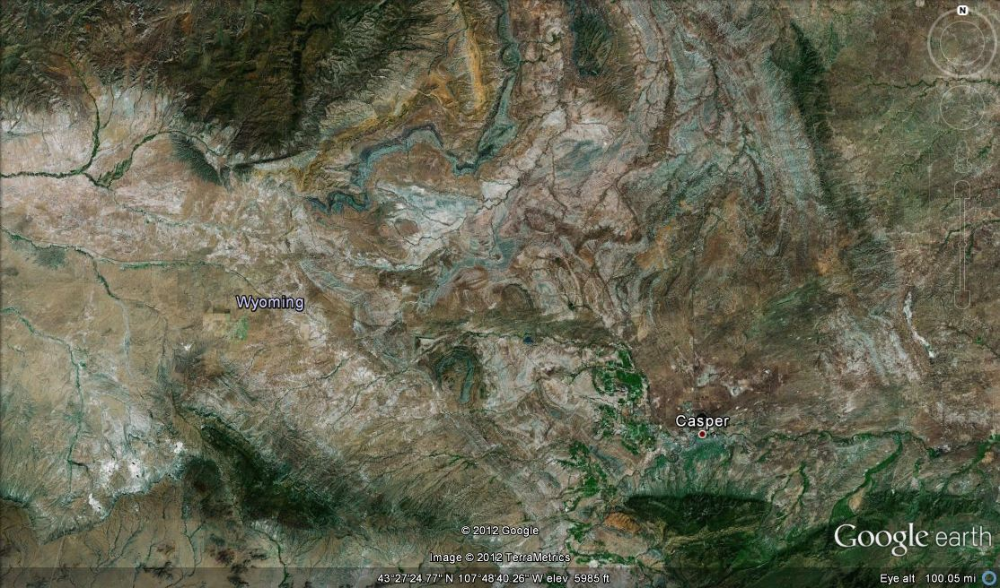 N
Wyoming
Casper
© 2012 Google
Google earth
Image © 2012 TerraMetrics
43°27'24.77" N 107°48'40.26" W elev 5985 ft
Eye alt 100.05 mi